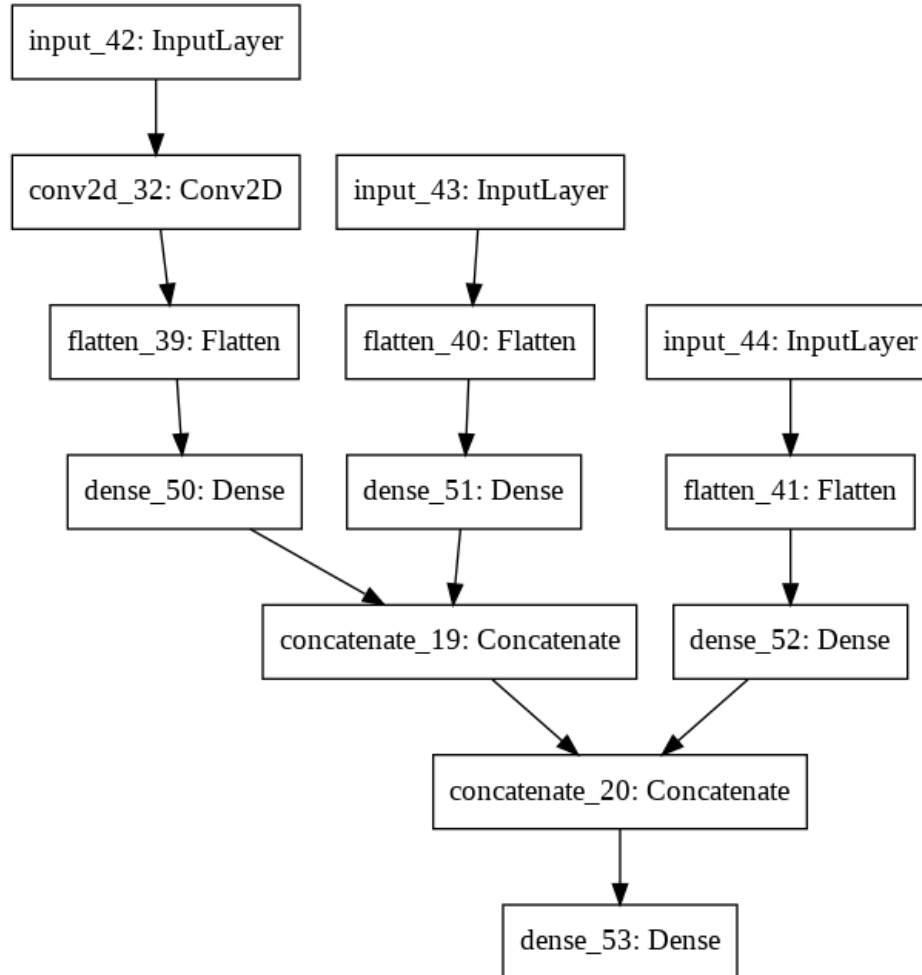 input_42: InputLayer
conv2d_32: Conv2D
input_43: InputLayer
flatten_39: Flatten
flatten_40: Flatten
input_44: InputLayer
dense_50: Dense
dense_51: Dense
flatten_41: Flatten
concatenate_19: Concatenate
dense_52: Dense
concatenate_20: Concatenate
dense_53: Dense